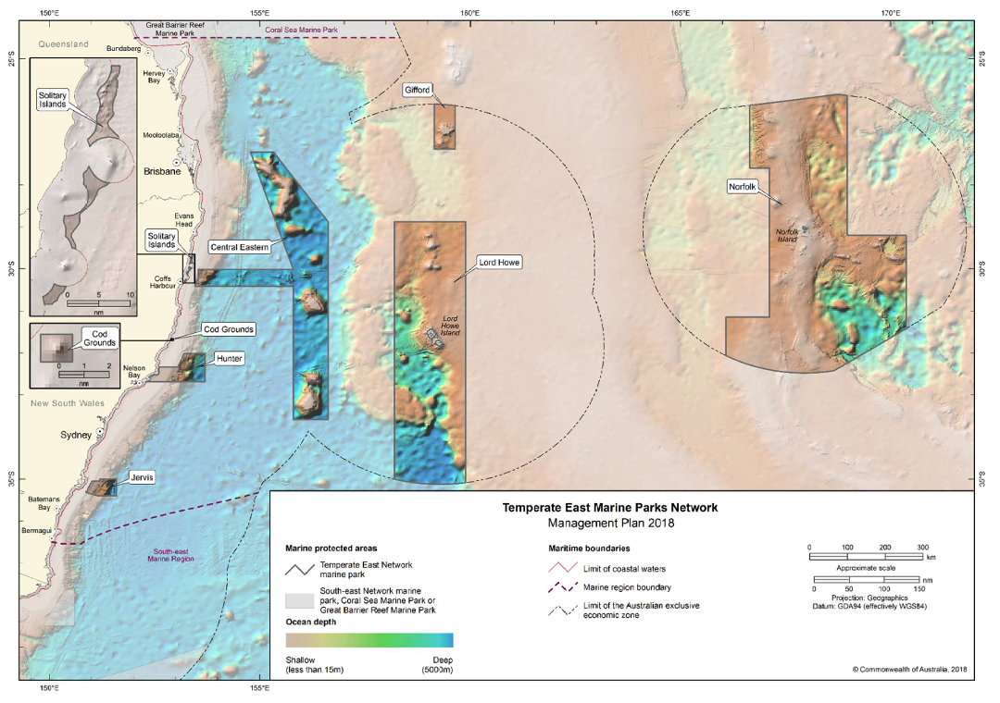 150°E
155°E
160°E
165°E
170°E
Great Barrier Reef
Marine Park
Coral Sea Marine Park
Queensland
Bundaberg
25°S
25°S
Hervey
Bay
Gifford
Solitary
Islands
Mooloolaba
Brisbane
Norfolk
Evans
Head
Norfolk
Island
Solitary
Islands
Central Eastern
Lord Howe
30°S
30°S
Coffs
Harbour
0 5 10
nm
Lord
Howe
Island
Cod Grounds
Cod
Grounds
Hunter
0 1 2
nm
Nelson
Bay
New South Wales
Sydney
35°S
35°S
Jervis
Batemans
Bay
Bermagui
South-east
Marine Region
Temperate East Marine Parks Network
Management Plan 2018
Marine protected areas
Temperate East Network
marine park
South-east Network marine
park, Coral Sea Marine Park or
Great Barrier Reef Marine Park
Ocean depth
Shallow
(less than 15m)
Deep
(5000m)
Maritime boundaries
Limit of coastal waters
Marine region boundary
Limit of the Australian exclusive
economic zone
0 100 200 300
km
Approximate scale
nm
0 50 100 150
Projection: Geographics
Datum: GDA94 (effectively WGS84)
© Commonwealth of Australia, 2018
150°E
155°E